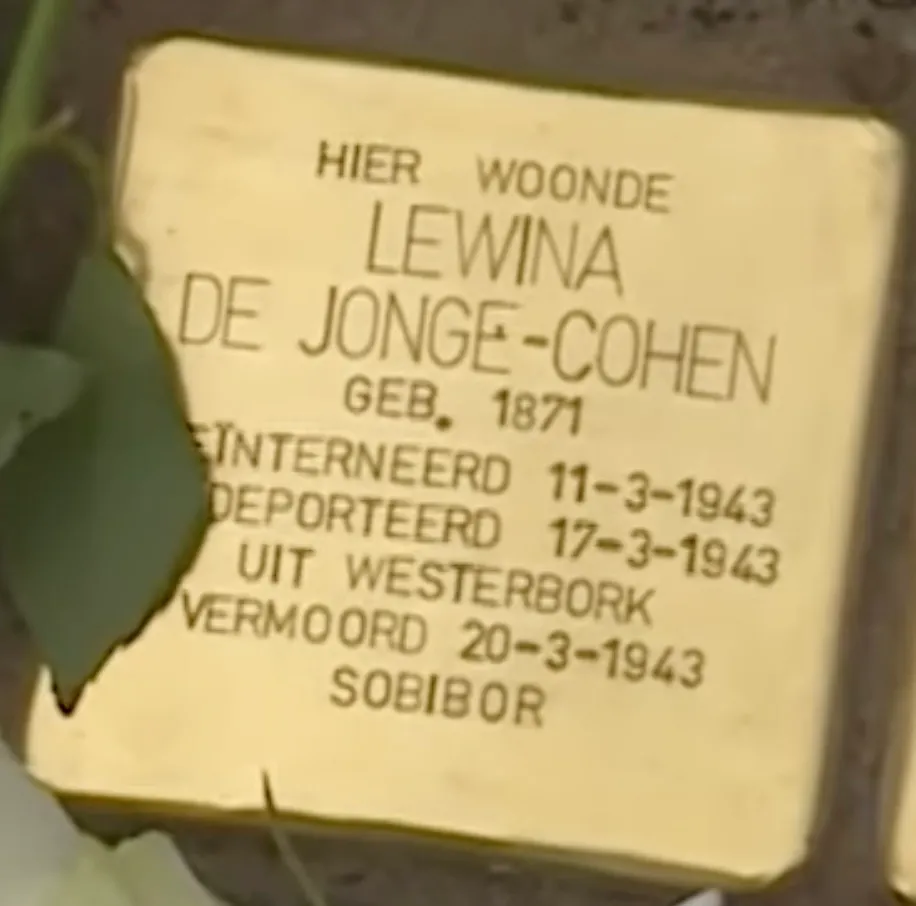 HIER WOONDE
LEWINA
DE JONGE-COHEN
GEB. 1871
EÏNTERNEERD 11-3-1943
DEPORTEERD 17-3-1943
UIT WESTERBORK
VERMOORD 20-3-1943
SOBIBOR